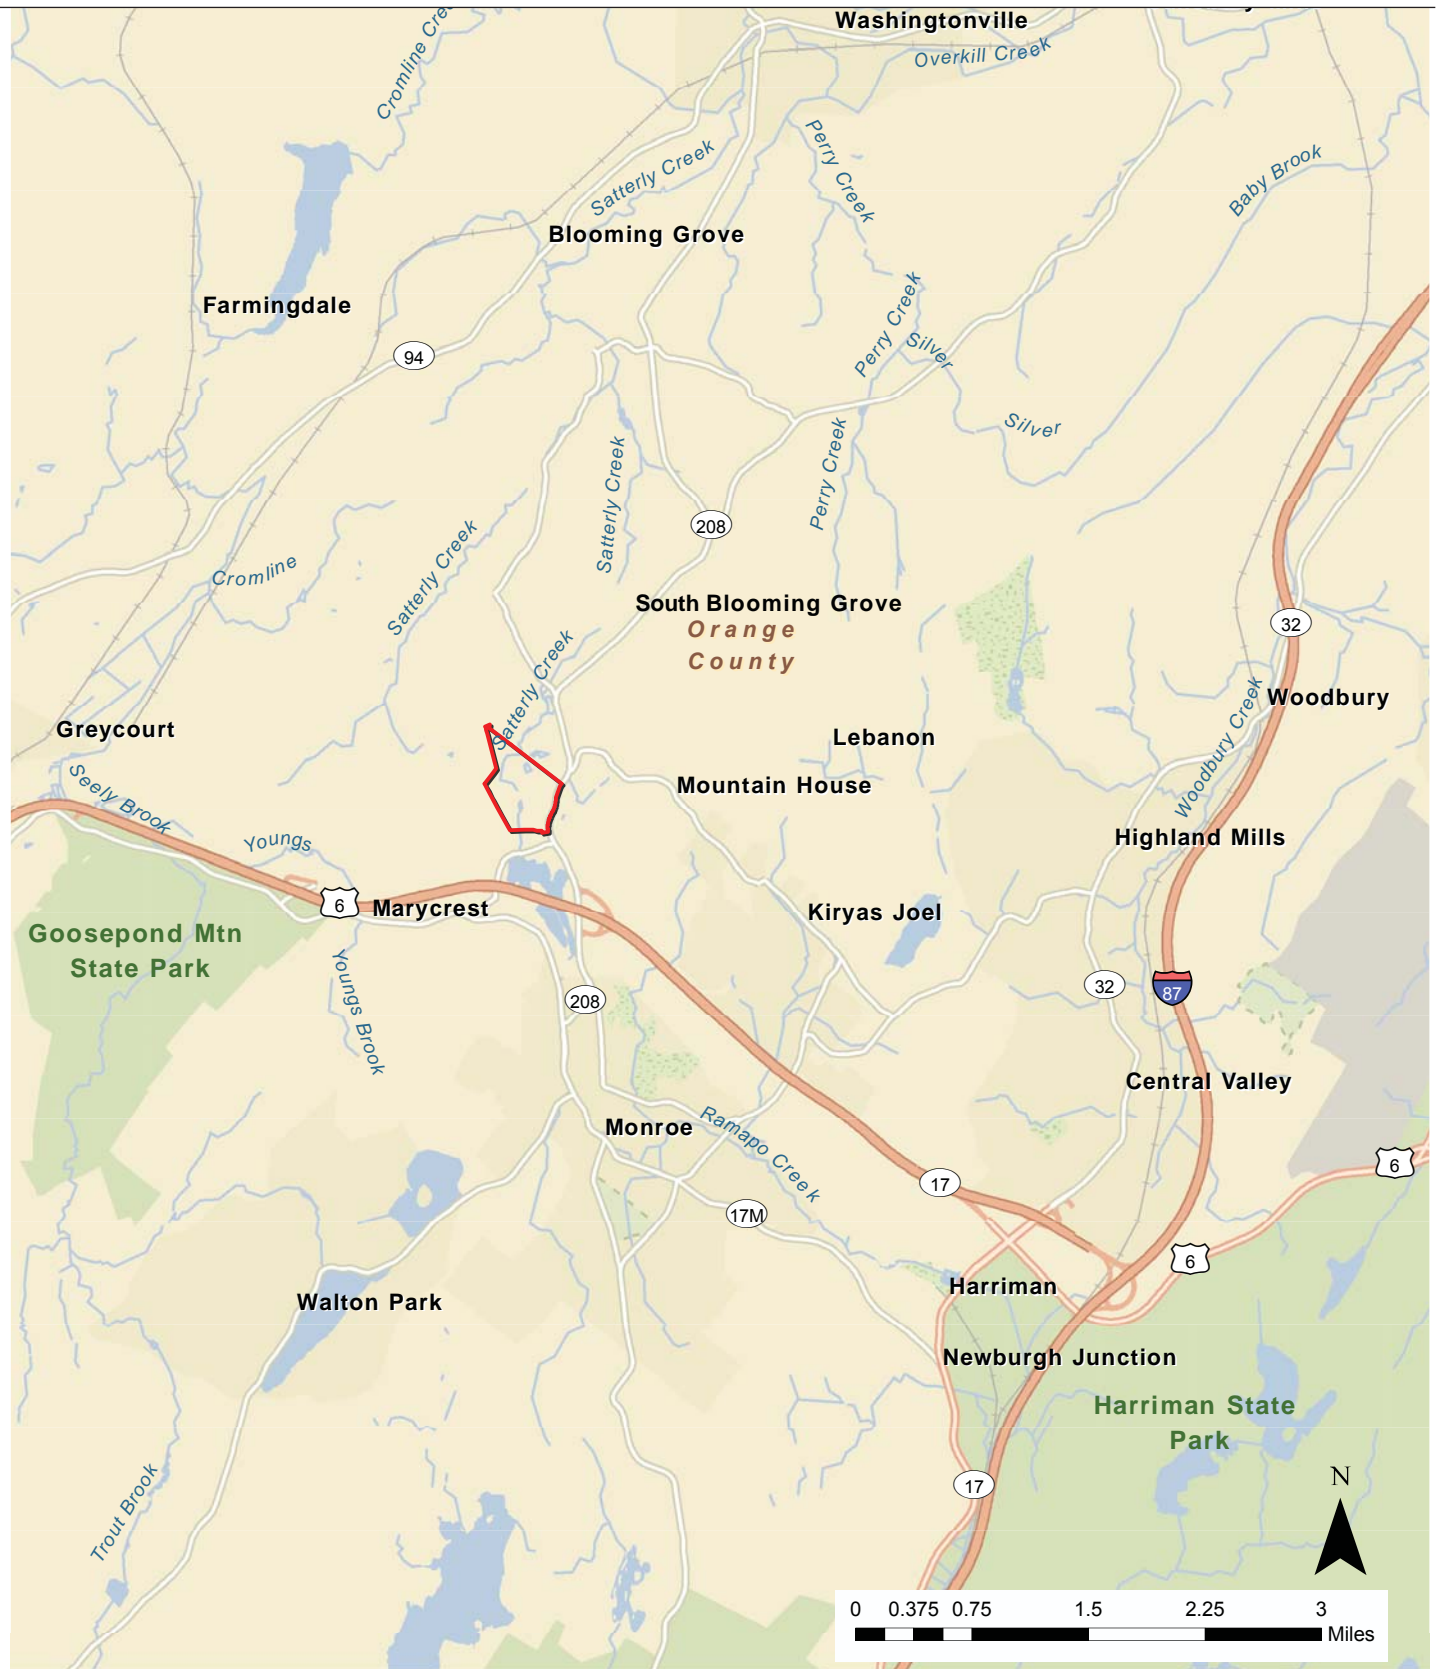 Washingtonville
Overkill Creek
Cromline Cre
Perry Creek
Satterly Creek
Baby Brook
Blooming Grove
Farmingdale
Perry Creek
Silver
94
Silver
Perry Creek
Satterly Creek
208
Satterly Creek
Cromline
South Blooming Grove
Orange
County
32
Satterly Creek
Woodbury Creek
Woodbury
Greycourt
Lebanon
Mountain House
Seely Brook
Youngs
Highland Mills
6
Marycrest
Kiryas Joel
Goosepond Mtn
State Park
Youngs Brook
208
32
87
Central Valley
Monroe
Ramapo Creek
6
17
17M
6
Harriman
Walton Park
Newburgh Junction
Harriman State
Park
Trout Brook
17
N
0 0.375 0.75 1.5 2.25 3
Miles